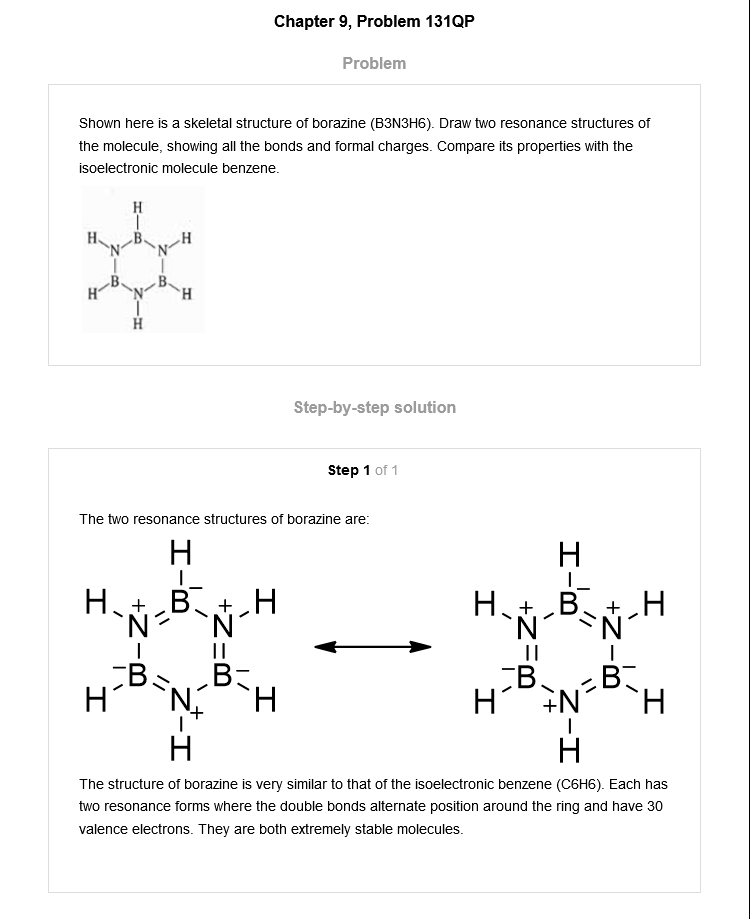 Chapter 9, Problem 131QP
Problem
Shown here is a skeletal structure of borazine (B3N3H6). Draw two resonance structures of
the molecule, showing all the bonds and formal charges. Compare its properties with the
isoelectronic molecule benzene.
H
H B H
N N
B B
H N H
H
Step-by-step solution
Step 1 of 1
The two resonance structures of borazine are:
H H
H + B− + H H + B− + H
N N N N
−B B− −B B−
H N+ H H +N H
H H
The structure of borazine is very similar to that of the isoelectronic benzene (C6H6). Each has
two resonance forms where the double bonds alternate position around the ring and have 30
valence electrons. They are both extremely stable molecules.